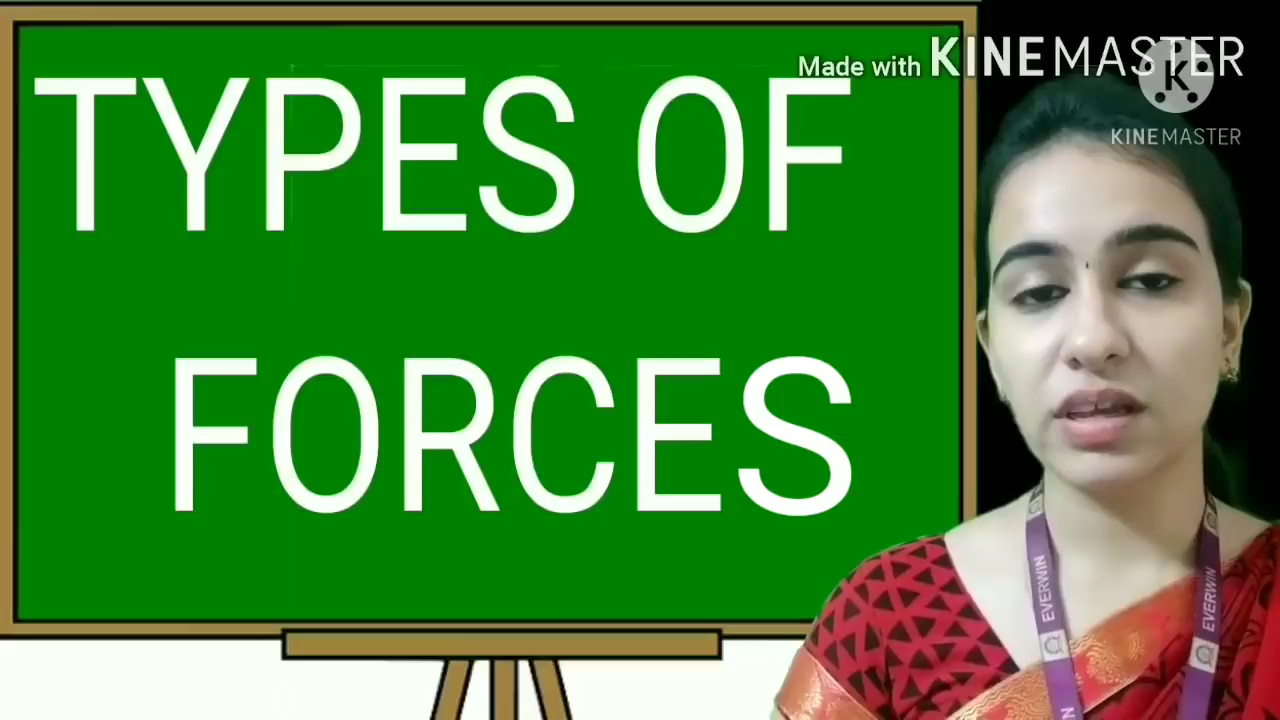 Made with KINEMASTER
KINEMASTER
TYPES OF
FORCES
EVERWIN
EVERWIN